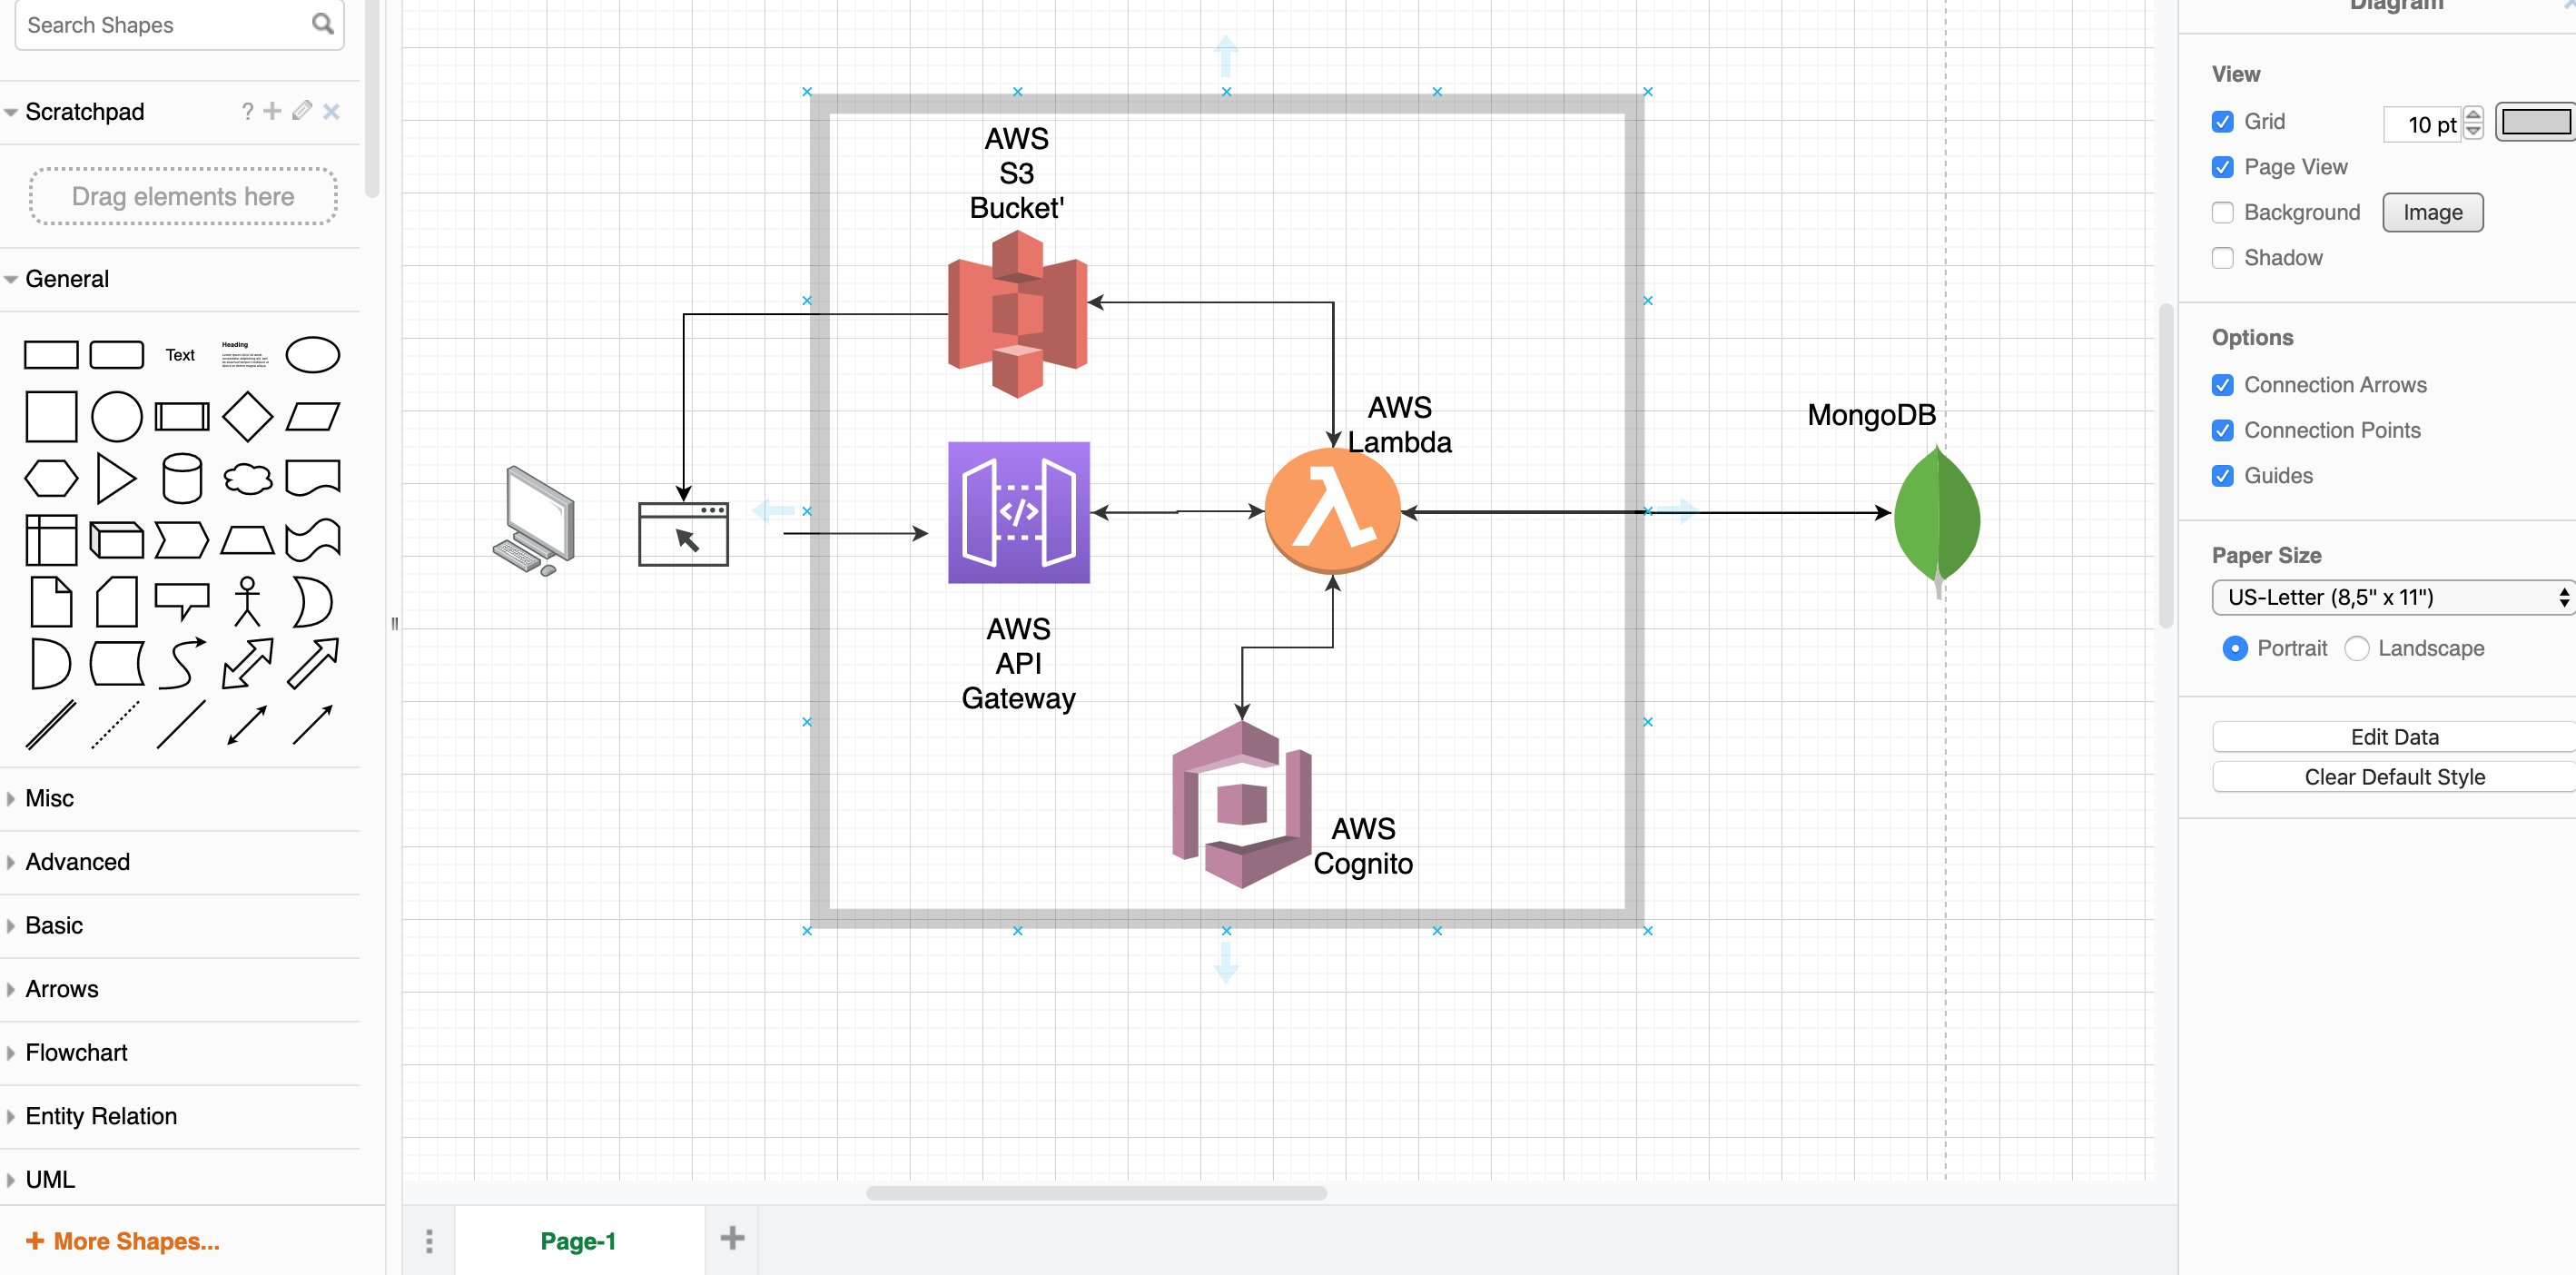 Search Shapes
Scratchpad
?
Drag elements here
General
Text
Heading
Misc
Advanced
Basic
Arrows
Flowchart
Entity Relation
UML
+ More Shapes...
AWS
S3
Bucket'
AWS
Lambda
MongoDB
</>
λ
AWS
API
Gateway
AWS
Cognito
Page-1
Diagram
View
Grid
10 pt
Page View
Background
Image
Shadow
Options
Connection Arrows
Connection Points
Guides
Paper Size
US-Letter (8,5" x 11")
Portrait
Landscape
Edit Data
Clear Default Style